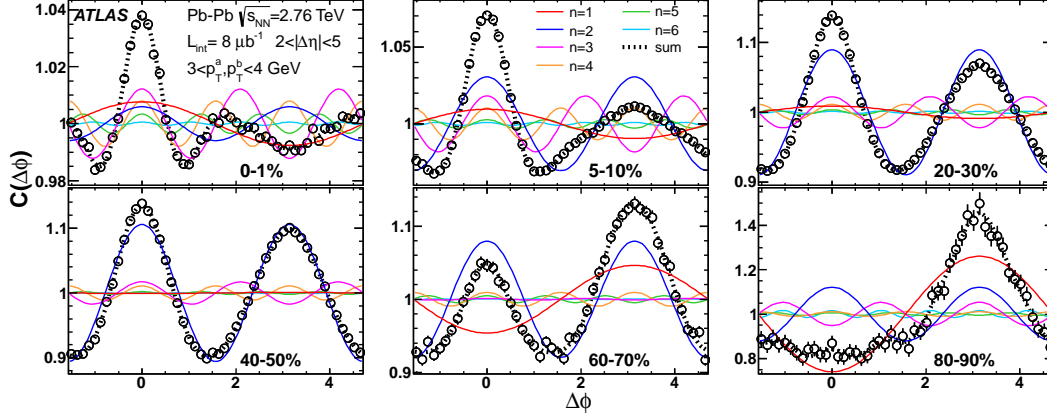 ATLAS Pb-Pb √s_NN=2.76 TeV
L_int= 8 μb⁻¹ 2<|Δη|<5
3<p_T^a,p_T^b<4 GeV
1.04
1.02
1
0.98
0-1%
n=1 n=5
n=2 n=6
n=3 sum
n=4
1.05
1
5-10%
1.1
1
0.9
20-30%
C(Δϕ)
1.1
1
0.9
40-50%
0 2 4
1.1
1
0.9
60-70%
0 2 4
1.4
1.2
1
0.8
80-90%
0 2 4
Δϕ